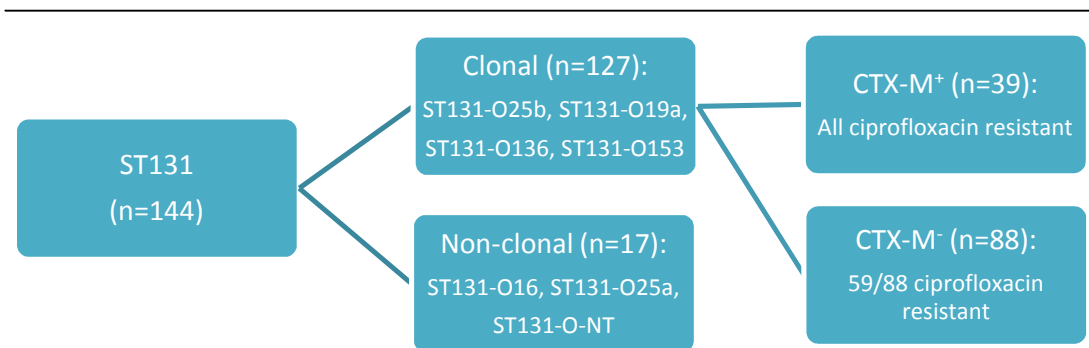 ST131
(n=144)
Clonal (n=127):
ST131-O25b, ST131-O19a,
ST131-O136, ST131-O153
Non-clonal (n=17):
ST131-O16, ST131-O25a,
ST131-O-NT
CTX-M⁺ (n=39):
All ciprofloxacin resistant
CTX-M⁻ (n=88):
59/88 ciprofloxacin
resistant